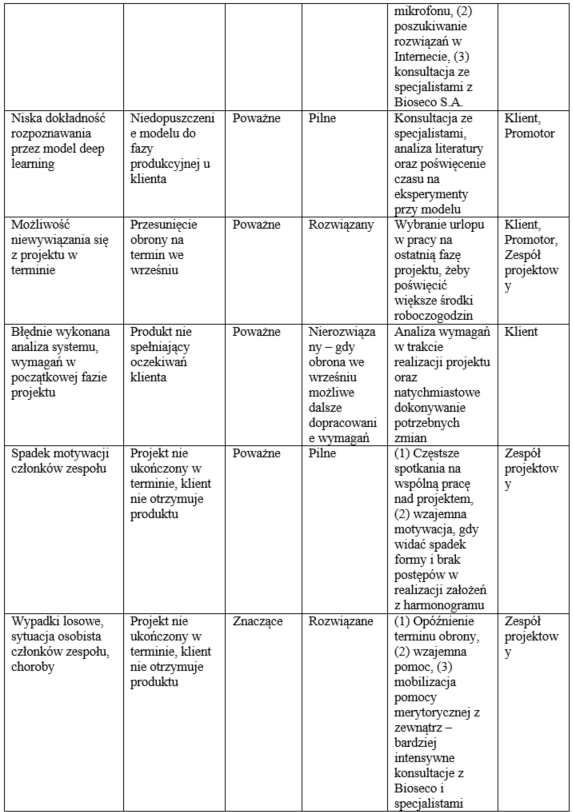 mikrofonu, (2)
poszukiwanie
rozwiązań w
Internecie, (3)
konsultacja ze
specjalistami z
Bioseco S.A.
Niska dokładność
rozpoznawania
przez model deep
learning
Niedopuszczeni
e modelu do
fazy
produkcyjnej u
klienta
Poważne
Pilne
Konsultacja ze
specjalistami,
analiza literatury
oraz poświęcenie
czasu na
eksperymenty
przy modelu
Klient,
Promotor
Możliwość
niewywiązania się
z projektu w
terminie
Przesunięcie
obrony na
termin we
wrześniu
Poważne
Rozwiązany
Wybranie urlopu
w pracy na
ostatnią fazę
projektu, żeby
poświęcić
większe środki
roboczogodzin
Klient,
Promotor,
Zespół
projektow
y
Błędnie wykonana
analiza systemu,
wymagań w
początkowej fazie
projektu
Produkt nie
spełniający
oczekiwań
klienta
Poważne
Nierozwiąza
ny – gdy
obrona we
wrześniu
możliwe
dalsze
dopracowani
e wymagań
Analiza wymagań
w trakcie
realizacji projektu
oraz
natychmiastowe
dokonywanie
potrzebnych
zmian
Klient
Spadek motywacji
członków zespołu
Projekt nie
ukończony w
terminie, klient
nie otrzymuje
produktu
Poważne
Pilne
(1) Częstsze
spotkania na
wspólną pracę
nad projektem,
(2) wzajemna
motywacja, gdy
widać spadek
formy i brak
postępów w
realizacji założeń
z harmonogramu
Zespół
projektow
y
Wypadki losowe,
sytuacja osobista
członków zespołu,
choroby
Projekt nie
ukończony w
terminie, klient
nie otrzymuje
produktu
Znaczące
Rozwiązane
(1) Opóźnienie
terminu obrony,
(2) wzajemna
pomoc, (3)
mobilizacja
pomocy
merytorycznej z
zewnątrz –
bardziej
intensywne
konsultacje z
Bioseco i
specjalistami
Zespół
projektow
y